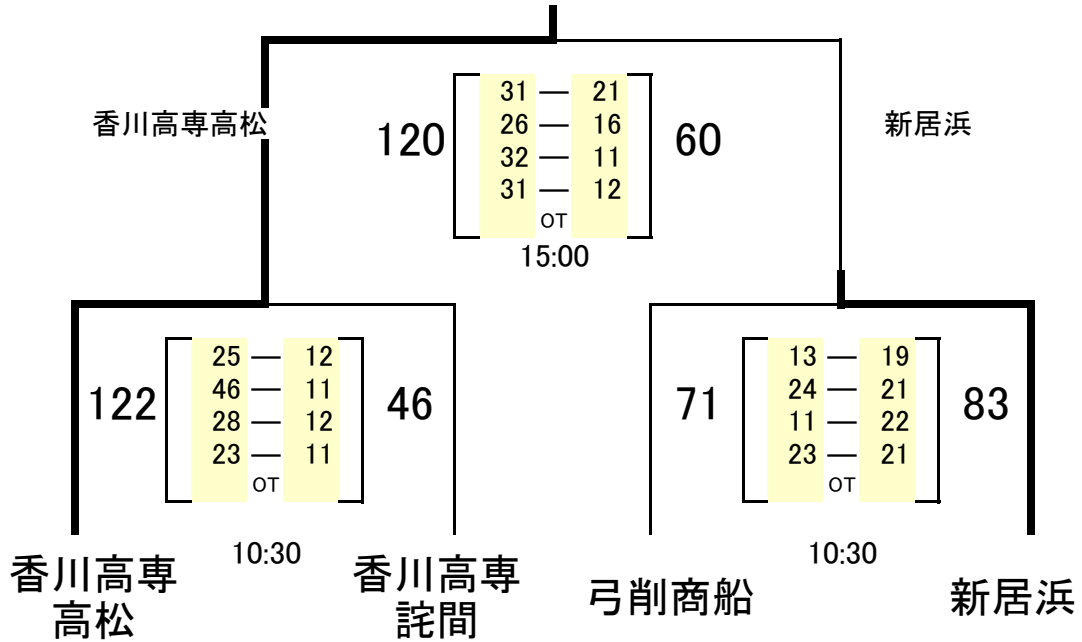 香川高専高松
新居浜
120
31 — 21
26 — 16
32 — 11
31 — 12
OT
60
15:00
122
25 — 12
46 — 11
28 — 12
23 — 11
OT
46
71
13 — 19
24 — 21
11 — 22
23 — 21
OT
83
10:30
10:30
香川高専
高松
香川高専
詫間
弓削商船
新居浜